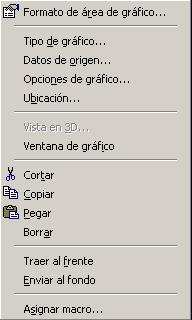 Formato de área de gráfico...
Tipo de gráfico...
Datos de origen...
Opciones de gráfico...
Ubicación...
Vista en 3D...
Ventana de gráfico
Cortar
Copiar
Pegar
Borrar
Traer al frente
Enviar al fondo
Asignar macro...